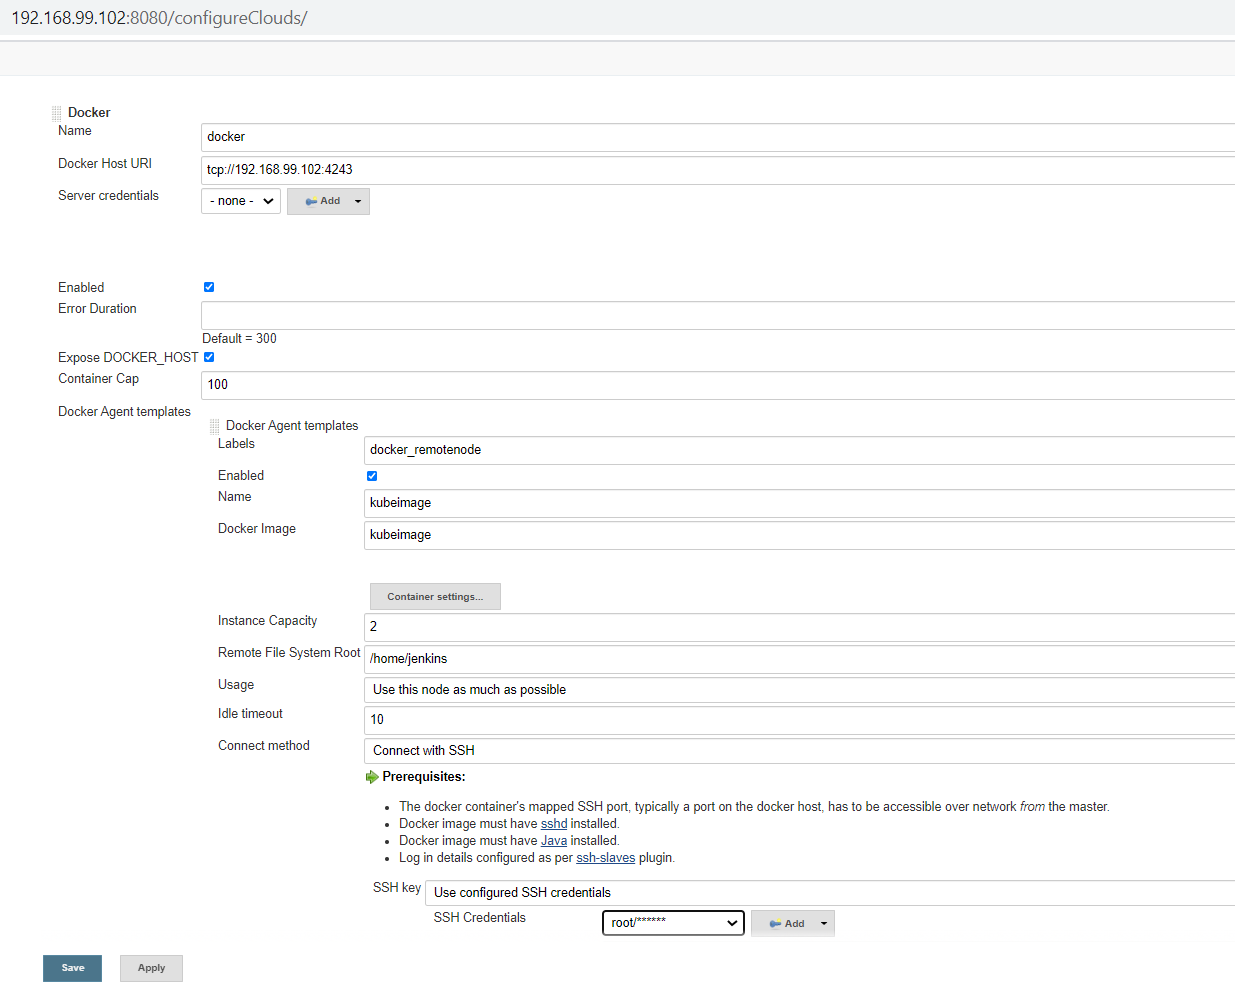 192.168.99.102:8080/configureClouds/
Docker
Name
docker
Docker Host URI
tcp://192.168.99.102:4243
Server credentials
- none -
Add
Enabled
Error Duration
Default = 300
Expose DOCKER_HOST
Container Cap
100
Docker Agent templates
Docker Agent templates
Labels
docker_remotenode
Enabled
Name
kubeimage
Docker Image
kubeimage
Container settings...
Instance Capacity
2
Remote File System Root
/home/jenkins
Usage
Use this node as much as possible
Idle timeout
10
Connect method
Connect with SSH
Prerequisites:
The docker container's mapped SSH port, typically a port on the docker host, has to be accessible over network from the master.
Docker image must have sshd installed.
Docker image must have Java installed.
Log in details configured as per ssh-slaves plugin.
SSH key
Use configured SSH credentials
SSH Credentials
root/******
Add
Save
Apply